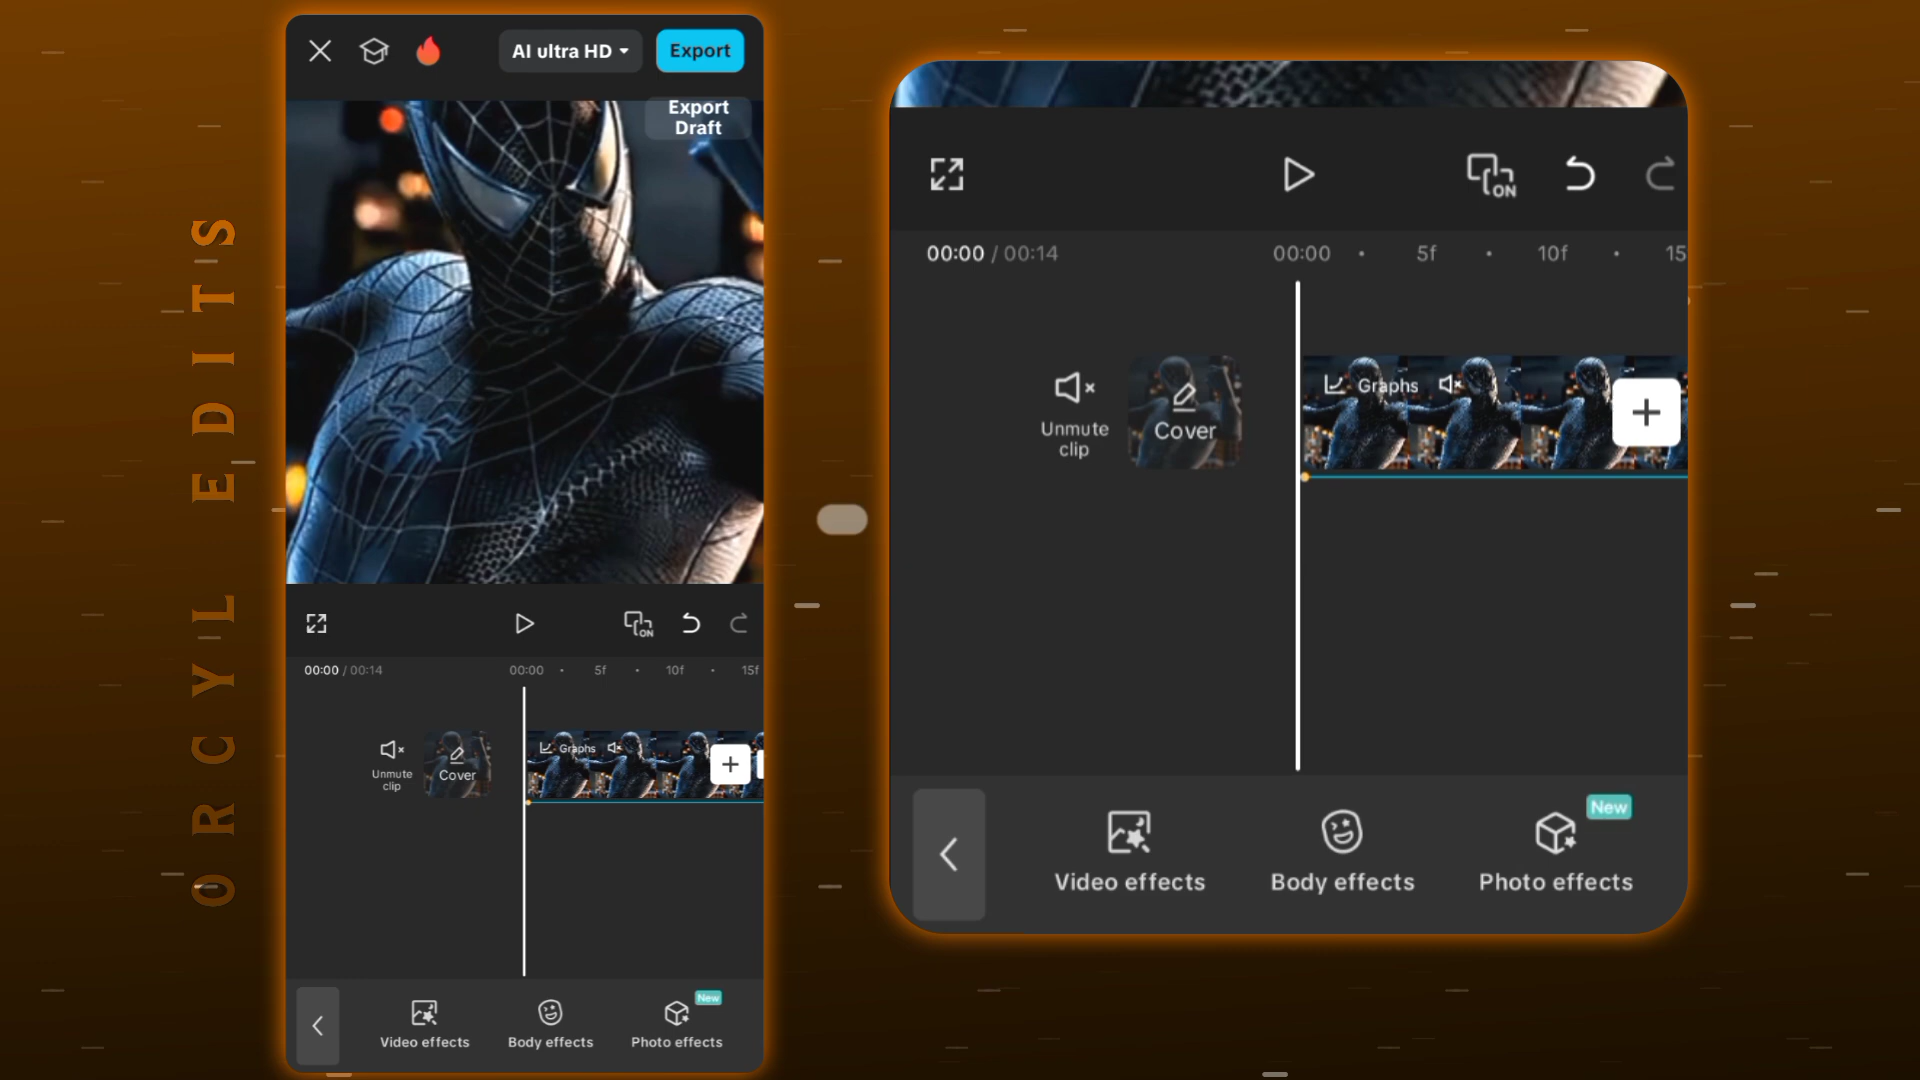 ORCYL EDITS
AI ultra HD
Export
Export
Draft
ON
00:00 / 00:14
00:00
5f
10f
15f
Unmute
clip
Cover
Graphs
Video effects
Body effects
New
Photo effects
ON
00:00 / 00:14
00:00
5f
10f
15
Unmute
clip
Cover
Graphs
Video effects
Body effects
New
Photo effects